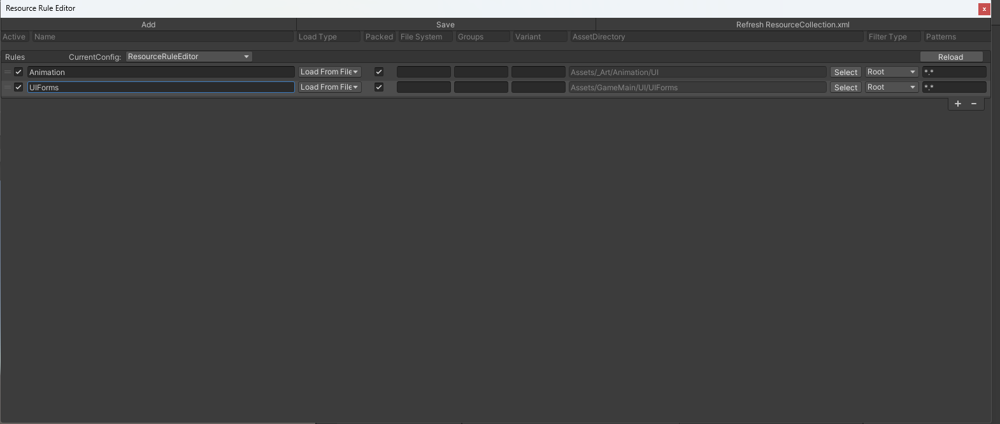 Resource Rule Editor
x
Add Save Refresh ResourceCollection.xml
Active Name Load Type Packed File System Groups Variant AssetDirectory Filter Type Patterns
Rules CurrentConfig: ResourceRuleEditor Reload
Animation Load From File Assets/_Art/Animation/UI Select Root *.*
UIForms Load From File Assets/GameMain/UI/UIForms Select Root *.*
+ −